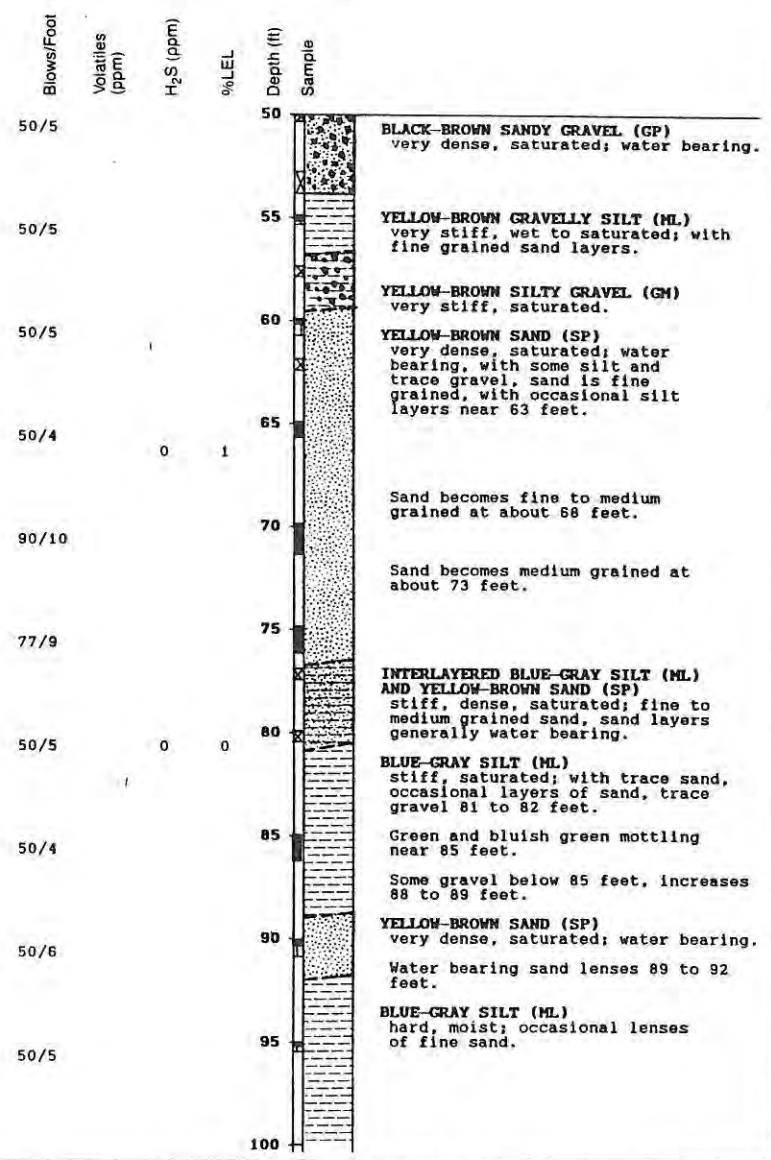 Blows/Foot
Volatiles
(ppm)
H2S (ppm)
%LEL
Depth (ft)
Sample
50
50/5
BLACK-BROWN SANDY GRAVEL (GP)
very dense, saturated; water bearing.
55
50/5
YELLOW-BROWN GRAVELLY SILT (ML)
very stiff, wet to saturated; with
fine grained sand layers.
YELLOW-BROWN SILTY GRAVEL (GM)
very stiff, saturated.
60
50/5
YELLOW-BROWN SAND (SP)
very dense, saturated; water
bearing, with some silt and
trace gravel, sand is fine
grained, with occasional silt
layers near 63 feet.
65
50/4
0 1
Sand becomes fine to medium
grained at about 68 feet.
70
90/10
Sand becomes medium grained at
about 73 feet.
75
77/9
INTERLAYERED BLUE-GRAY SILT (ML)
AND YELLOW-BROWN SAND (SP)
stiff, dense, saturated; fine to
medium grained sand, sand layers
generally water bearing.
80
50/5 0 0
BLUE-GRAY SILT (ML)
stiff, saturated; with trace sand,
occasional layers of sand, trace
gravel 81 to 82 feet.
85
50/4
Green and bluish green mottling
near 85 feet.
Some gravel below 85 feet, increases
88 to 89 feet.
YELLOW-BROWN SAND (SP)
very dense, saturated; water bearing.
90
50/6
Water bearing sand lenses 89 to 92
feet.
BLUE-GRAY SILT (ML)
hard, moist; occasional lenses
of fine sand.
95
50/5
100